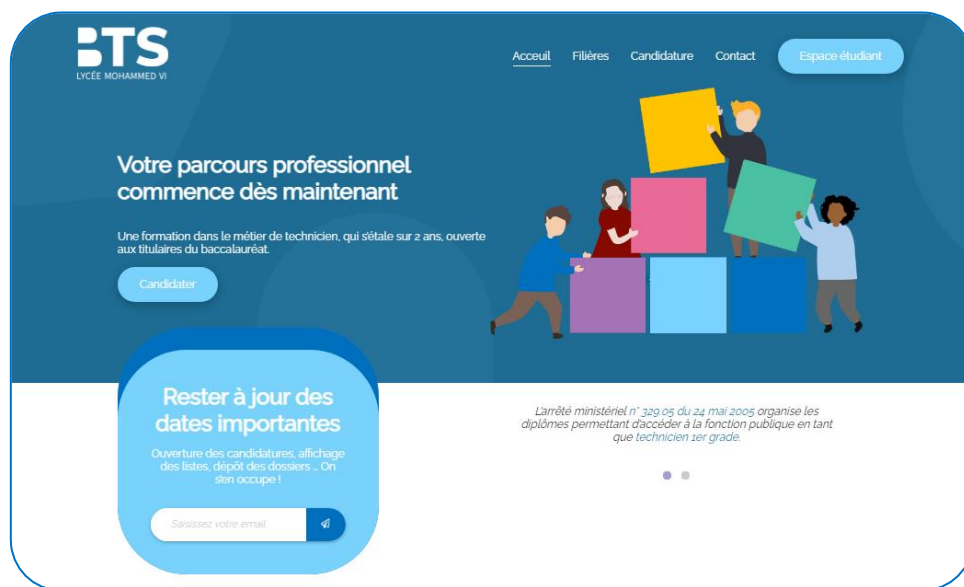 BTS
LYCÉE MOHAMMED VI
Acceuil Filières Candidature Contact Espace étudiant
Votre parcours professionnel
commence dès maintenant
Une formation dans le métier de technicien, qui s'étale sur 2 ans, ouverte
aux titulaires du baccalauréat.
Candidater
Rester à jour des
dates importantes
Ouverture des candidatures, affichage
des listes, dépôt des dossiers ... On
s'en occupe !
Saisissez votre email
L'arrêté ministériel n° 329.05 du 24 mai 2005 organise les
diplômes permettant d'accéder à la fonction publique en tant
que technicien 1er grade.